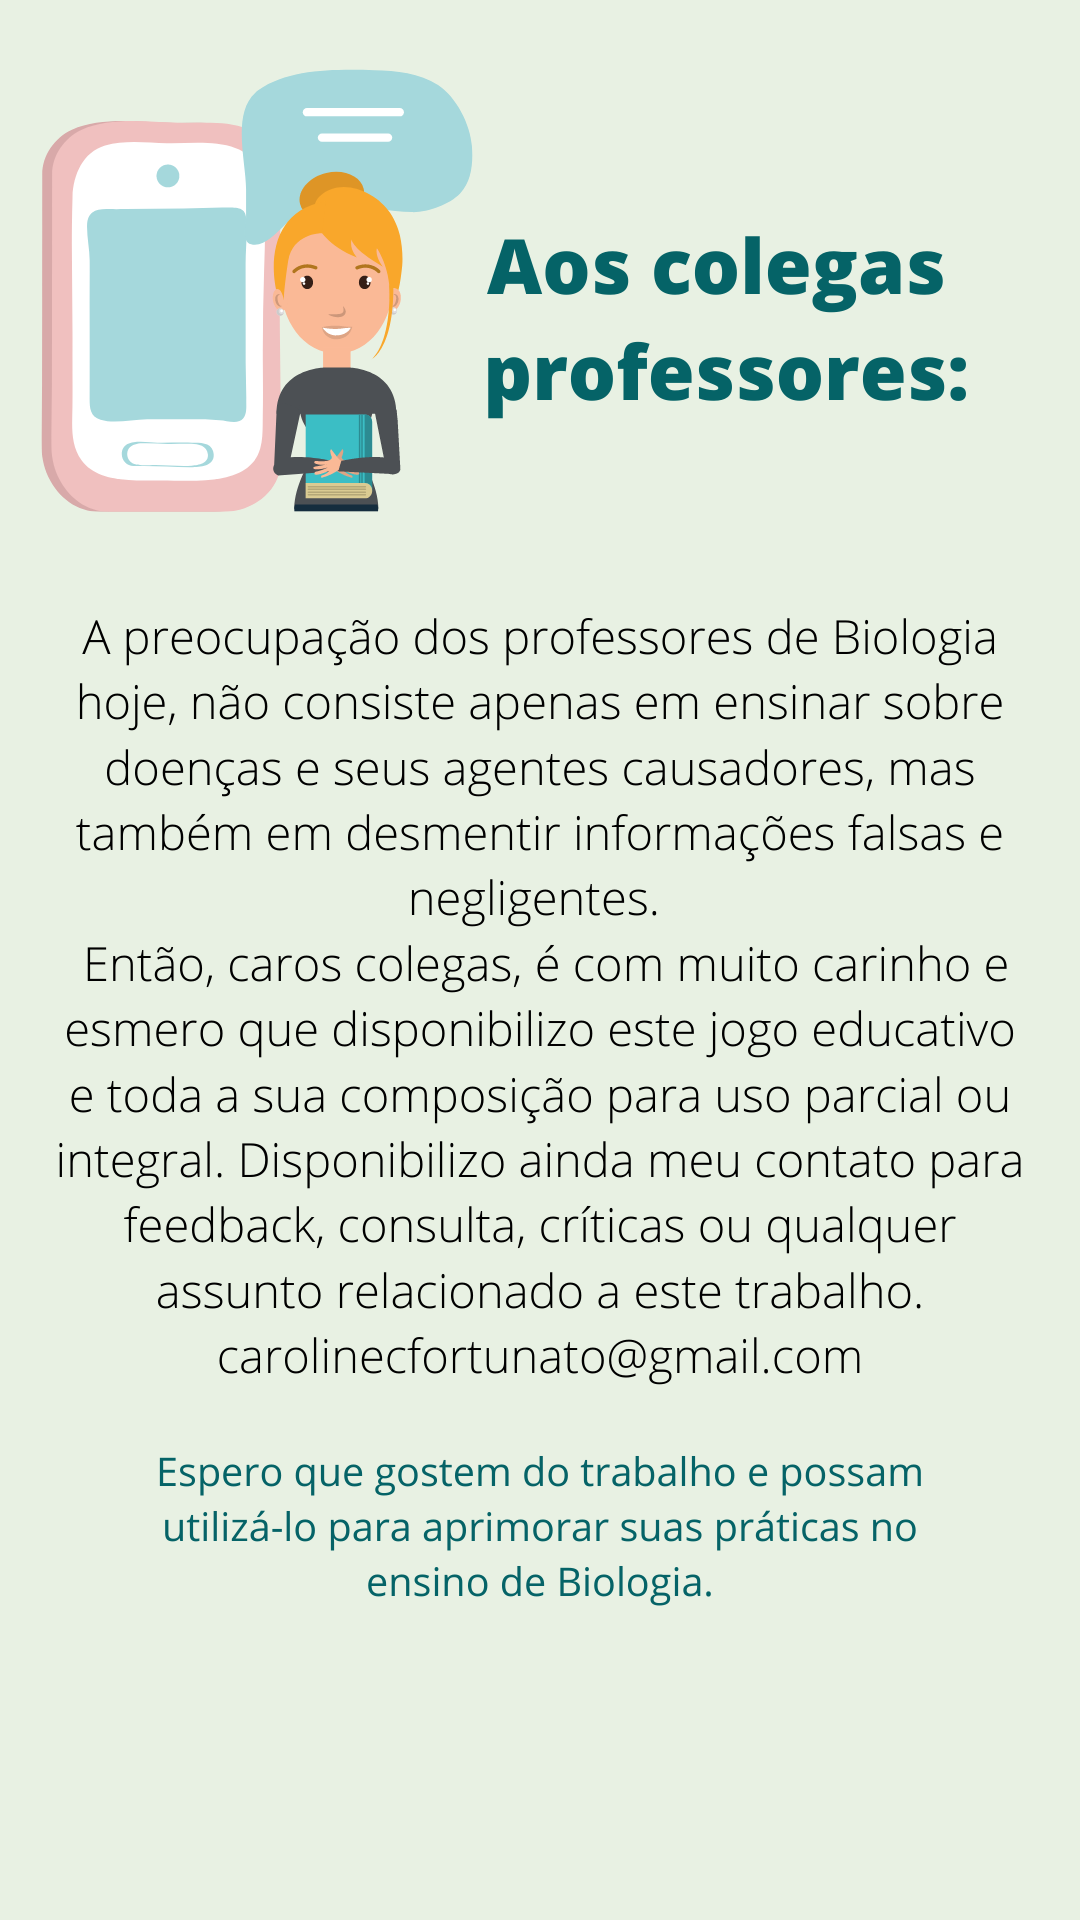 Aos colegas
professores:
A preocupação dos professores de Biologia
hoje, não consiste apenas em ensinar sobre
doenças e seus agentes causadores, mas
também em desmentir informações falsas e
negligentes.
Então, caros colegas, é com muito carinho e
esmero que disponibilizo este jogo educativo
e toda a sua composição para uso parcial ou
integral. Disponibilizo ainda meu contato para
feedback, consulta, críticas ou qualquer
assunto relacionado a este trabalho.
carolinecfortunato@gmail.com
Espero que gostem do trabalho e possam
utilizá-lo para aprimorar suas práticas no
ensino de Biologia.